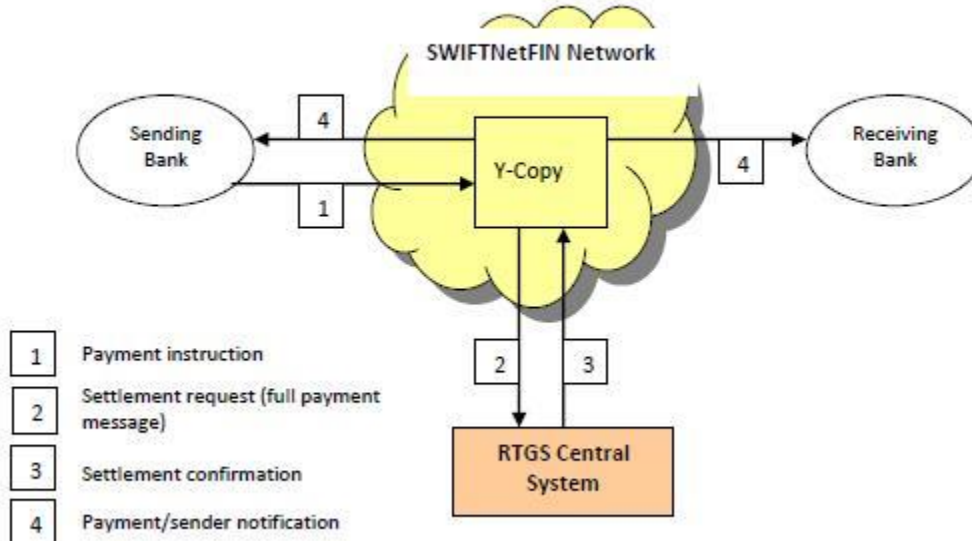 SWIFTNetFIN Network
Sending
Bank
4
1
Y-Copy
4
Receiving
Bank
2
3
RTGS Central
System
1 Payment instruction
2 Settlement request (full payment
message)
3 Settlement confirmation
4 Payment/sender notification